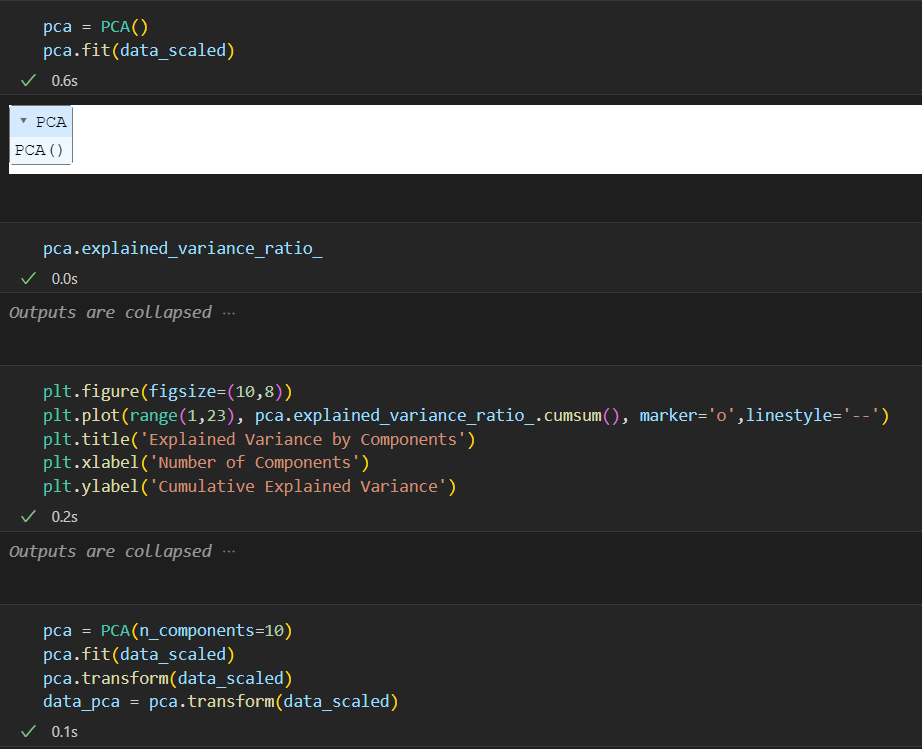 pca = PCA()
pca.fit(data_scaled)
0.6s
PCA
PCA()
pca.explained_variance_ratio_
0.0s
Outputs are collapsed ...
plt.figure(figsize=(10,8))
plt.plot(range(1,23), pca.explained_variance_ratio_.cumsum(), marker='o',linestyle='--')
plt.title('Explained Variance by Components')
plt.xlabel('Number of Components')
plt.ylabel('Cumulative Explained Variance')
0.2s
Outputs are collapsed ...
pca = PCA(n_components=10)
pca.fit(data_scaled)
pca.transform(data_scaled)
data_pca = pca.transform(data_scaled)
0.1s